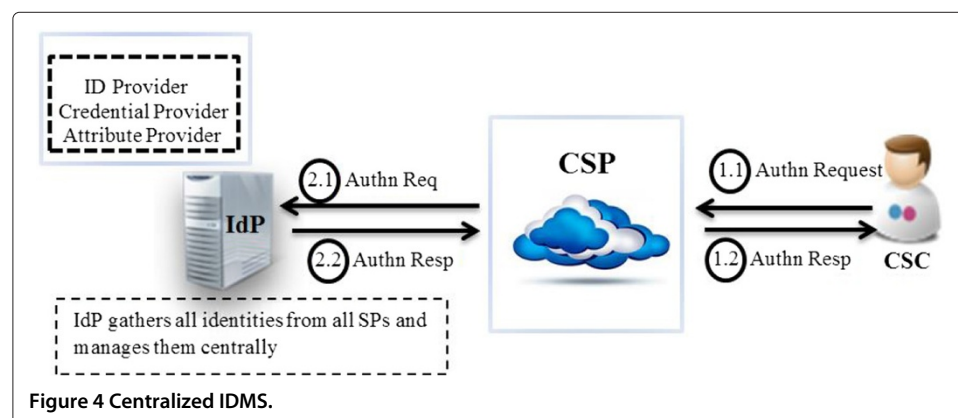 ID Provider
Credential Provider
Attribute Provider
IdP
2.1 Authn Req
2.2 Authn Resp
CSP
1.1 Authn Request
1.2 Authn Resp
CSC
IdP gathers all identities from all SPs and
manages them centrally
Figure 4 Centralized IDMS.